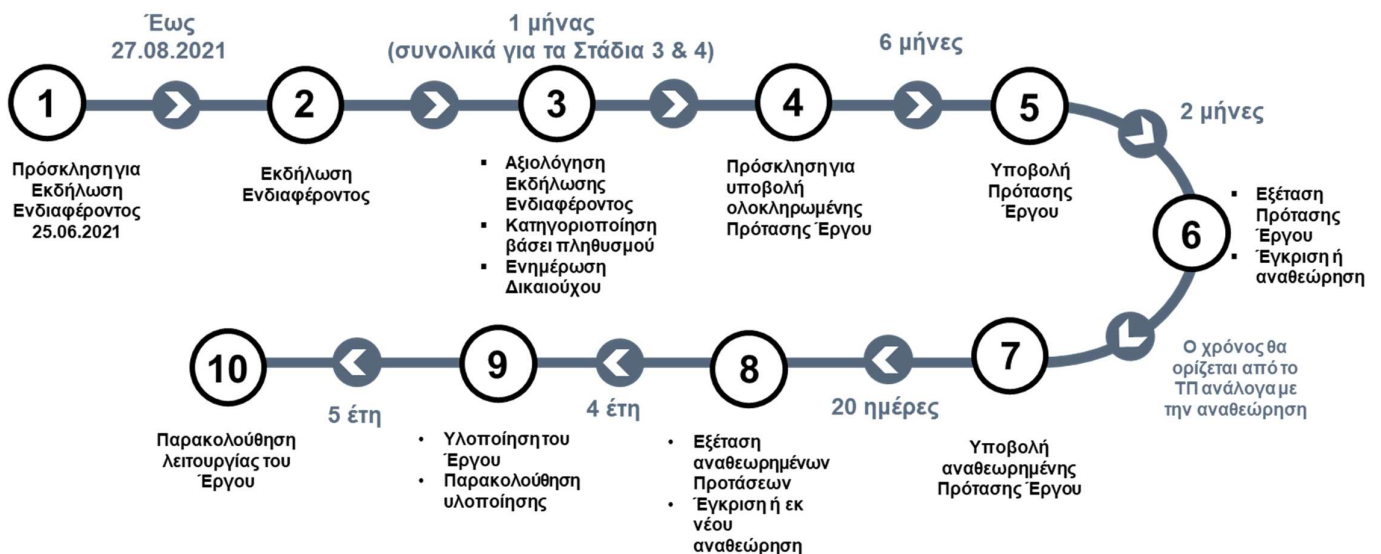 Έως
27.08.2021
1 μήνας
(συνολικά για τα Στάδια 3 & 4)
6 μήνες
2 μήνες
1
2
3
4
5
6
Πρόσκληση για
Εκδήλωση
Ενδιαφέροντος
25.06.2021
Εκδήλωση
Ενδιαφέροντος
▪ Αξιολόγηση
Εκδήλωσης
Ενδιαφέροντος
▪ Κατηγοριοποίηση
βάσει πληθυσμού
▪ Ενημέρωση
Δικαιούχου
Πρόσκληση για
υποβολή
ολοκληρωμένης
Πρότασης Έργου
Υποβολή
Πρότασης
Έργου
▪ Εξέταση
Πρότασης
Έργου
▪ Έγκριση ή
αναθεώρηση
Ο χρόνος θα
ορίζεται από το
ΤΠ ανάλογα με
την αναθεώρηση
7
20 ημέρες
8
4 έτη
9
5 έτη
10
Υποβολή
αναθεωρημένης
Πρότασης Έργου
• Εξέταση
αναθεωρημένων
Προτάσεων
• Έγκριση ή εκ
νέου
αναθεώρηση
• Υλοποίηση του
Έργου
• Παρακολούθηση
υλοποίησης
Παρακολούθηση
λειτουργίας του
Έργου